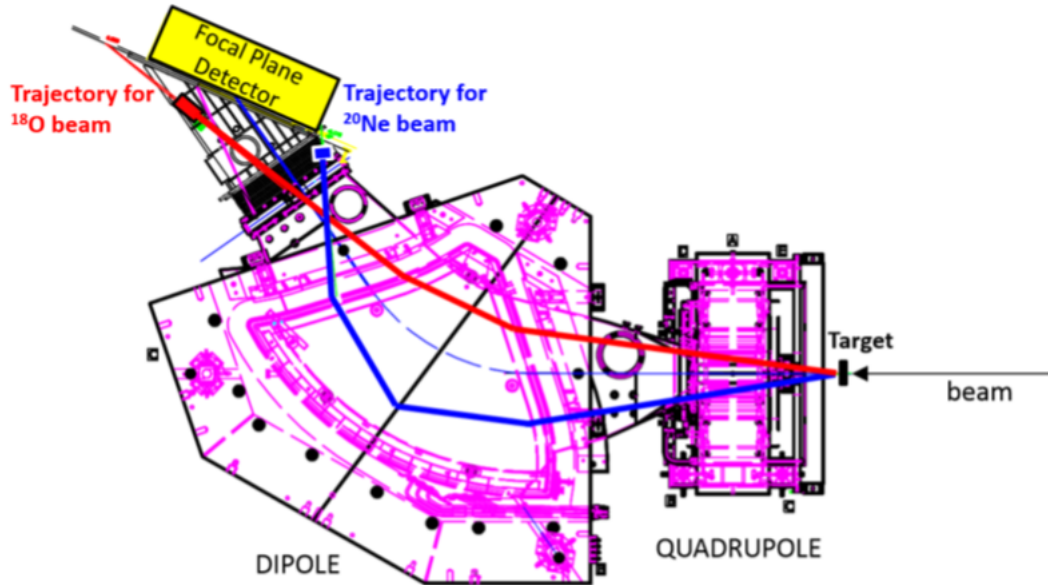 Focal Plane
Detector
Trajectory for
¹⁸O beam
Trajectory for
²⁰Ne beam
Target
beam
DIPOLE
QUADRUPOLE